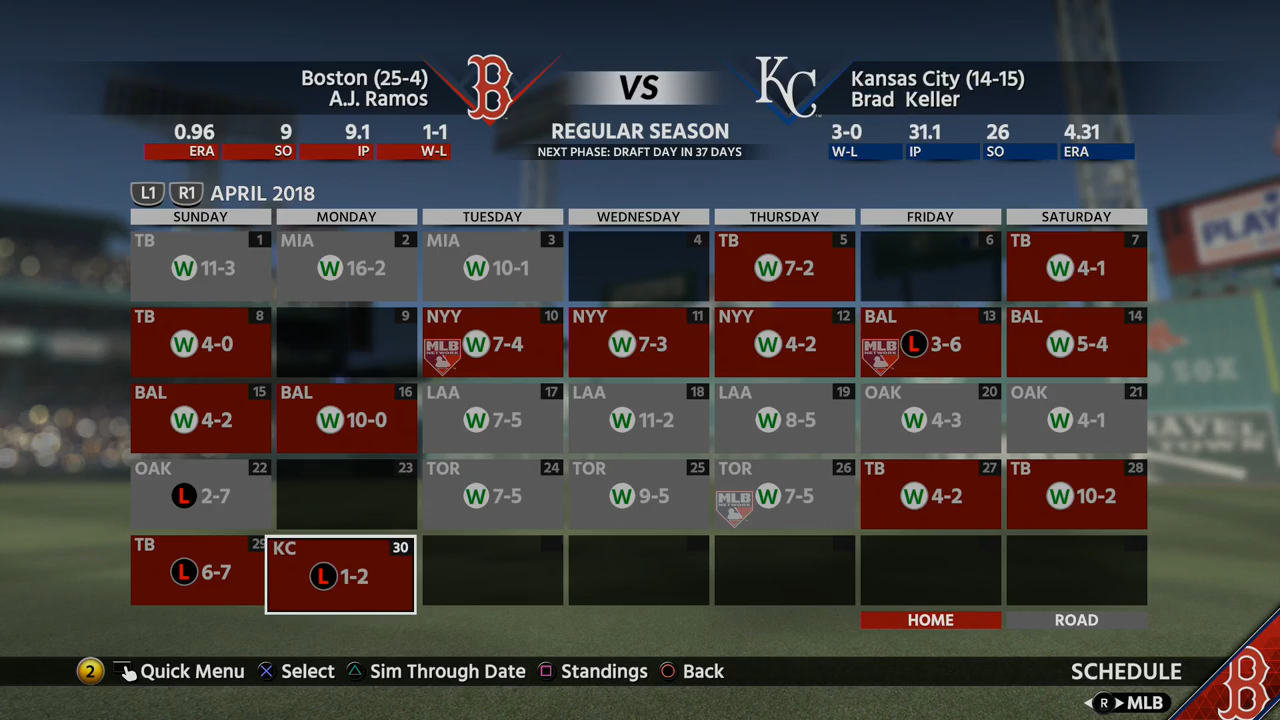 Boston (25-4)
A.J. Ramos
B
VS
KC
Kansas City (14-15)
Brad Keller
0.96 9 9.1 1-1
ERA SO IP W-L
REGULAR SEASON
NEXT PHASE: DRAFT DAY IN 37 DAYS
3-0 31.1 26 4.31
W-L IP SO ERA
L1 R1 APRIL 2018
SUNDAY MONDAY TUESDAY WEDNESDAY THURSDAY FRIDAY SATURDAY
TB 1 MIA 2 MIA 3 4 TB 5 6 TB 7
W 11-3 W 16-2 W 10-1 W 7-2 W 4-1
TB 8 9 NYY 10 NYY 11 NYY 12 BAL 13 BAL 14
W 4-0 MLB NETWORK W 7-4 W 7-3 W 4-2 MLB NETWORK L 3-6 W 5-4
BAL 15 BAL 16 LAA 17 LAA 18 LAA 19 OAK 20 OAK 21
W 4-2 W 10-0 W 7-5 W 11-2 W 8-5 W 4-3 W 4-1
OAK 22 23 TOR 24 TOR 25 TOR 26 TB 27 TB 28
L 2-7 W 7-5 W 9-5 MLB NETWORK W 7-5 W 4-2 W 10-2
TB 29 KC 30
L 6-7 L 1-2
HOME ROAD
2 Quick Menu Select Sim Through Date Standings Back
SCHEDULE
R MLB
B